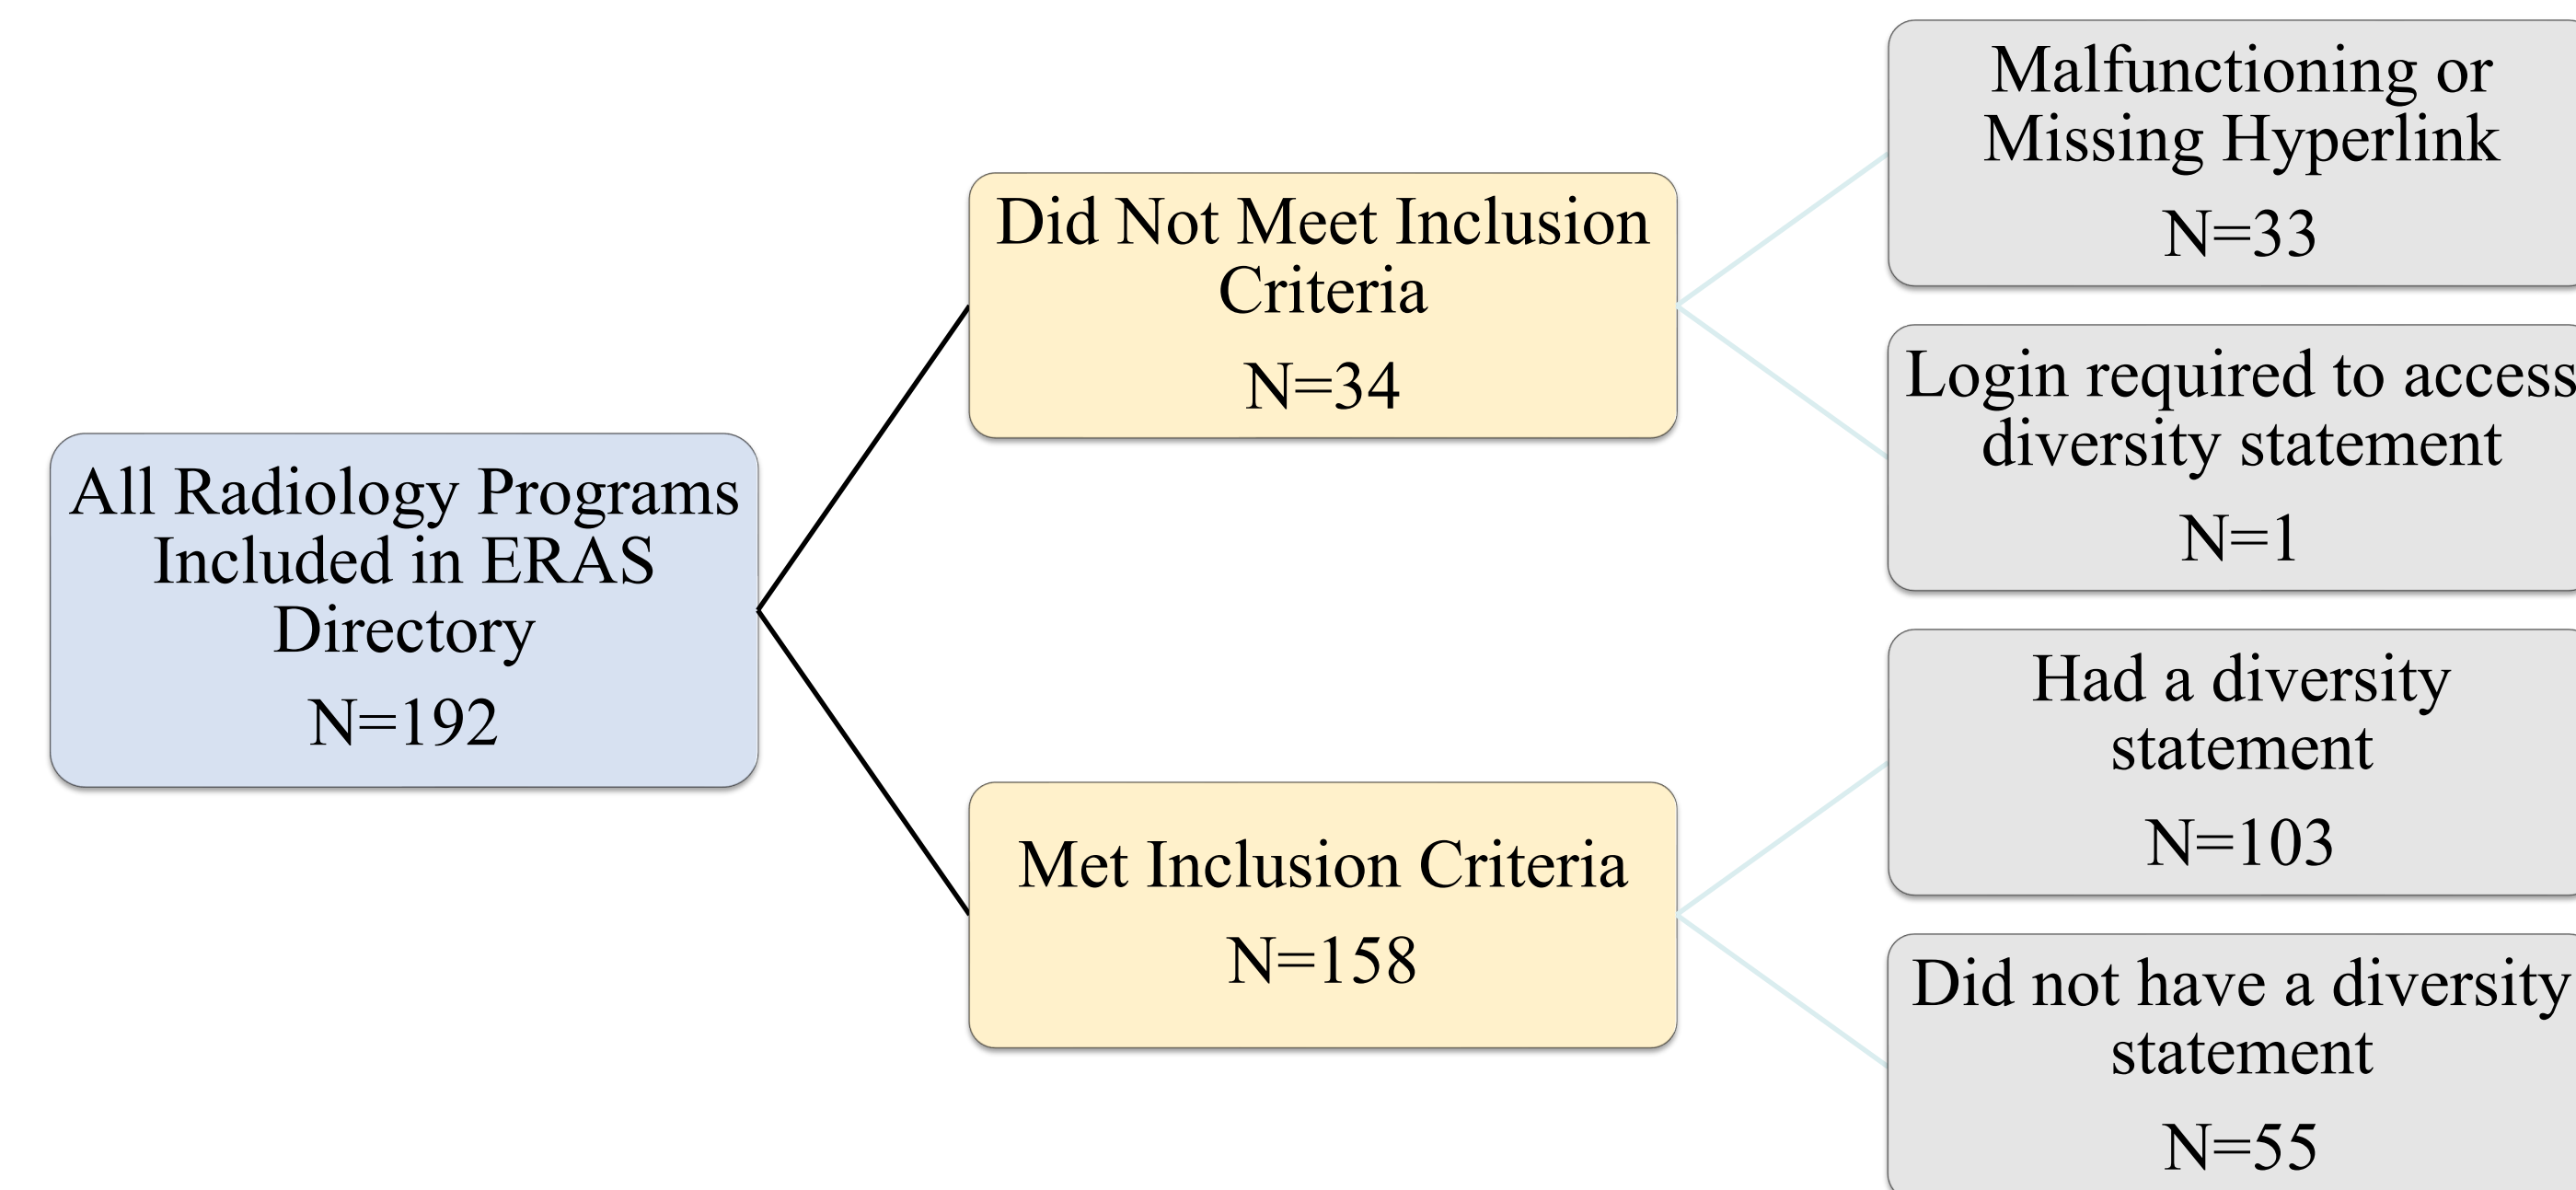 All Radiology Programs
Included in ERAS
Directory
N=192
Did Not Meet Inclusion
Criteria
N=34
Met Inclusion Criteria
N=158
Malfunctioning or
Missing Hyperlink
N=33
Login required to access
diversity statement
N=1
Had a diversity
statement
N=103
Did not have a diversity
statement
N=55